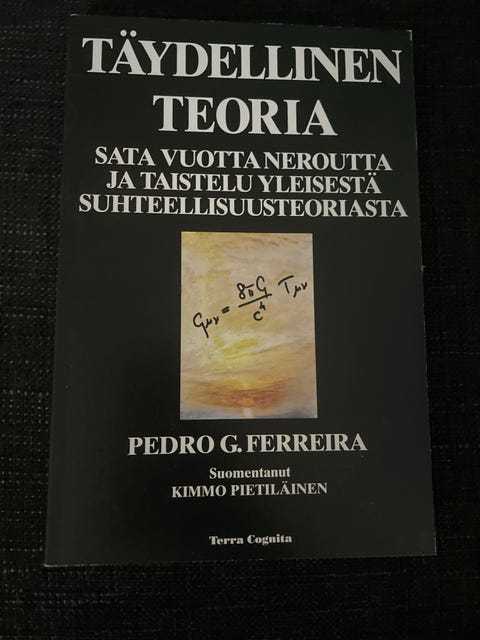 TÄYDELLINEN
TEORIA
SATA VUOTTA NEROUTTA
JA TAISTELU YLEISESTÄ
SUHTEELLISUUSTEORIASTA
Gμν = 8πG/c⁴ Tμν
PEDRO G. FERREIRA
Suomentanut
KIMMO PIETILÄINEN
Terra Cognita